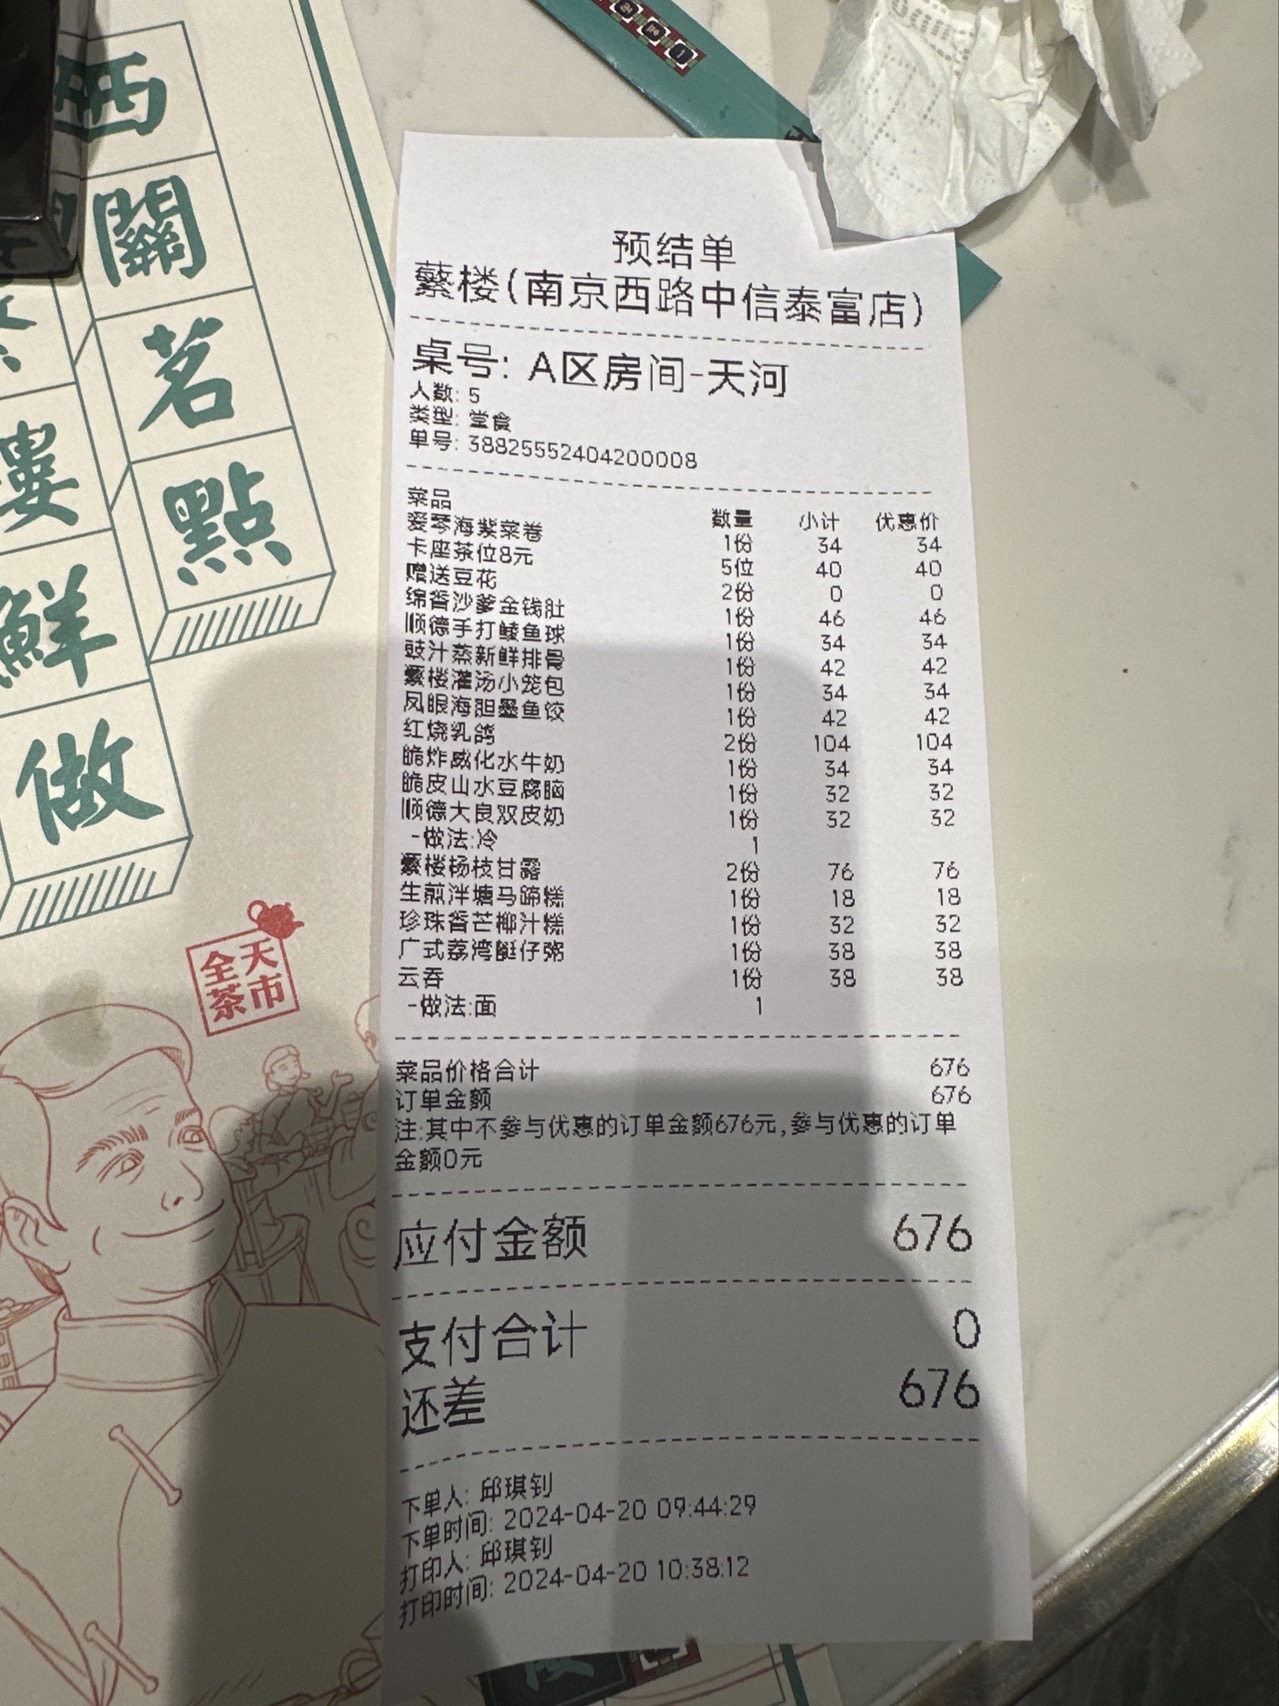 西
關
茗
點
樓
鮮
做
全天
茶市
预结单
蘩楼(南京西路中信泰富店)
桌号: A区房间-天河
人数: 5
类型: 堂食
单号: 38825552404200008
菜品 数量 小计 优惠价
爱琴海紫菜卷 1份 34 34
卡座茶位8元 5位 40 40
赠送豆花 2份 0 0
锦香沙爹金钱肚 1份 46 46
顺德手打鲮鱼球 1份 34 34
豉汁蒸新鲜排骨 1份 42 42
蘩楼灌汤小笼包 1份 34 34
凤眼海胆墨鱼饺 1份 42 42
红烧乳鸽 2份 104 104
脆炸威化水牛奶 1份 34 34
脆皮山水豆腐脑 1份 32 32
顺德大良双皮奶 1份 32 32
-做法:冷 1
蘩楼杨枝甘露 2份 76 76
生煎泮塘马蹄糕 1份 18 18
珍珠香芒椰汁糕 1份 32 32
广式荔湾艇仔粥 1份 38 38
云吞 1份 38 38
-做法:面 1
菜品价格合计 676
订单金额 676
注:其中不参与优惠的订单金额676元,参与优惠的订单
金额0元
应付金额 676
支付合计 0
还差 676
下单人: 邱琪钊
下单时间: 2024-04-20 09:44:29
打印人: 邱琪钊
打印时间: 2024-04-20 10:38:12